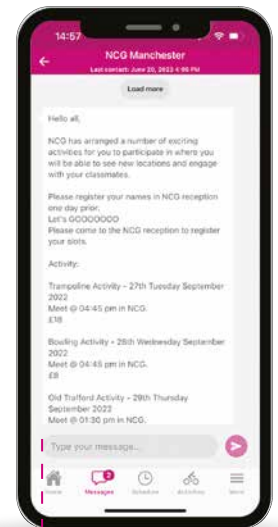 14:57
NCG Manchester
Last contact: June 20, 2023 4:06 PM
Load more
Hello all,
NCG has arranged a number of exciting
activities for you to participate in where you
will be able to see new locations and engage
with your classmates.
Please register your names in NCG reception
one day prior.
Let's GOOOOOOO
Please come to the NCG reception to register
your slots.
Activity:
Trampoline Activity - 27th Tuesday September
2022
Meet @ 04:45 pm in NCG.
£18
Bowling Activity - 28th Wednesday September
2022
Meet @ 04:45 pm in NCG.
£8
Old Trafford Activity - 29th Thursday
September 2022
Meet @ 01:30 pm in NCG.
Type your message...
Home
Messages
Schedule
Activities
More